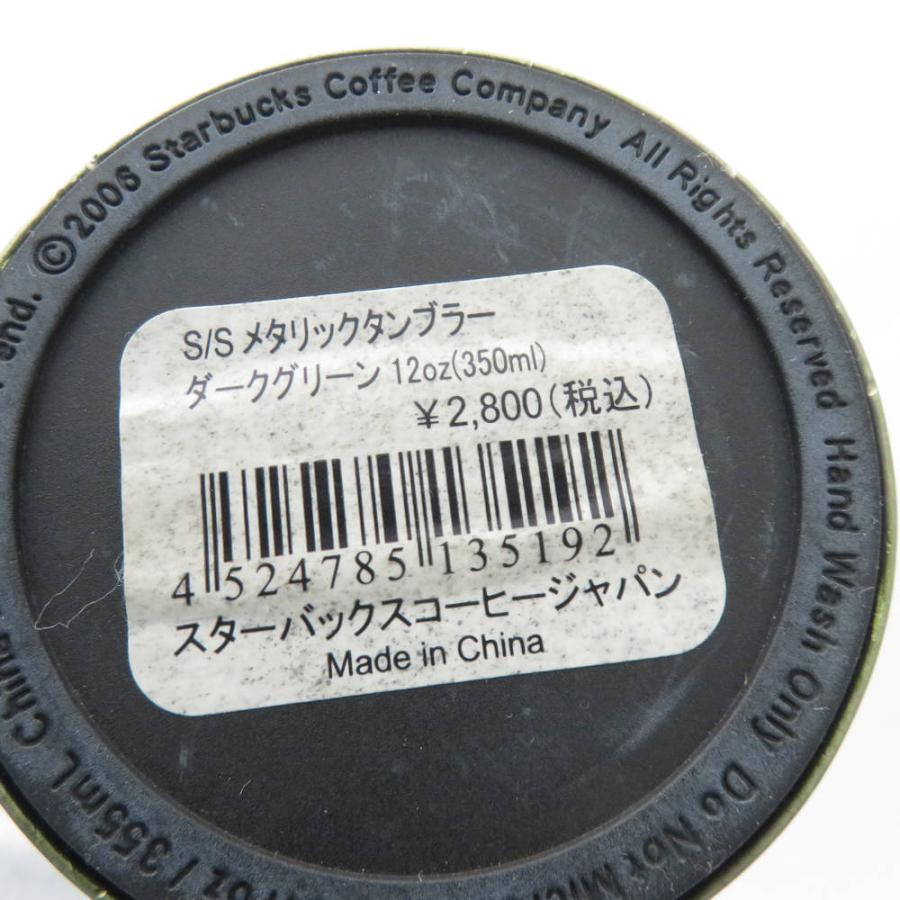 ©2006 Starbucks Coffee Company All Rights Reserved Hand Wash Only Do Not
oz / 355mL
S/S メタリックタンブラー
ダークグリーン 12oz(350ml)
¥2,800(税込)
4 524785 135192
スターバックスコーヒージャパン
Made in China